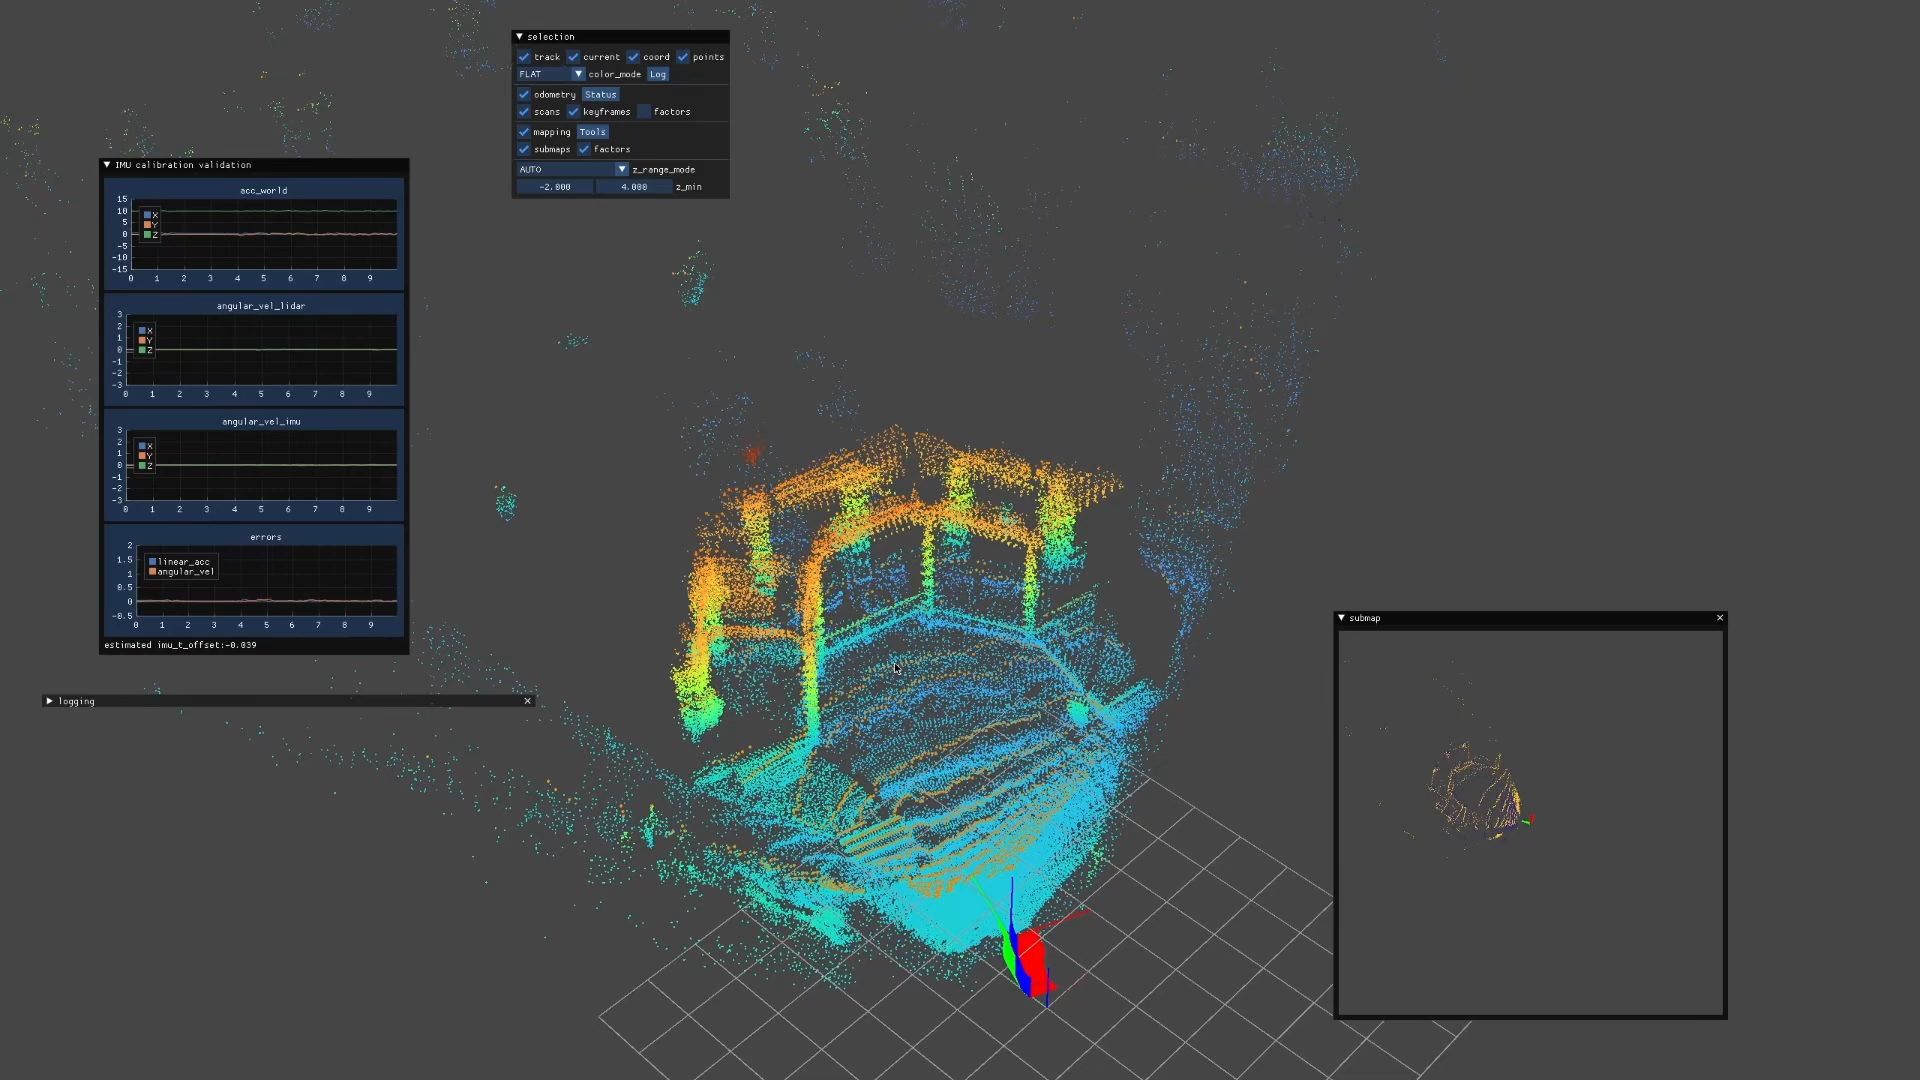 selection
track current coord points
FLAT color_mode Log
odometry Status
scans keyframes factors
mapping Tools
submaps factors
AUTO z_range_mode
-2.000 4.000 z_min
IMU calibration validation
acc_world
15
10
5
0
-5
-10
-15
X
Y
Z
0 1 2 3 4 5 6 7 8 9
angular_vel_lidar
3
2
1
0
-1
-2
-3
X
Y
Z
0 1 2 3 4 5 6 7 8 9
angular_vel_imu
3
2
1
0
-1
-2
-3
X
Y
Z
0 1 2 3 4 5 6 7 8 9
errors
2
1.5
1
0.5
0
-0.5
linear_acc
angular_vel
0 1 2 3 4 5 6 7 8 9
estimated imu_t_offset:-0.039
logging
submap